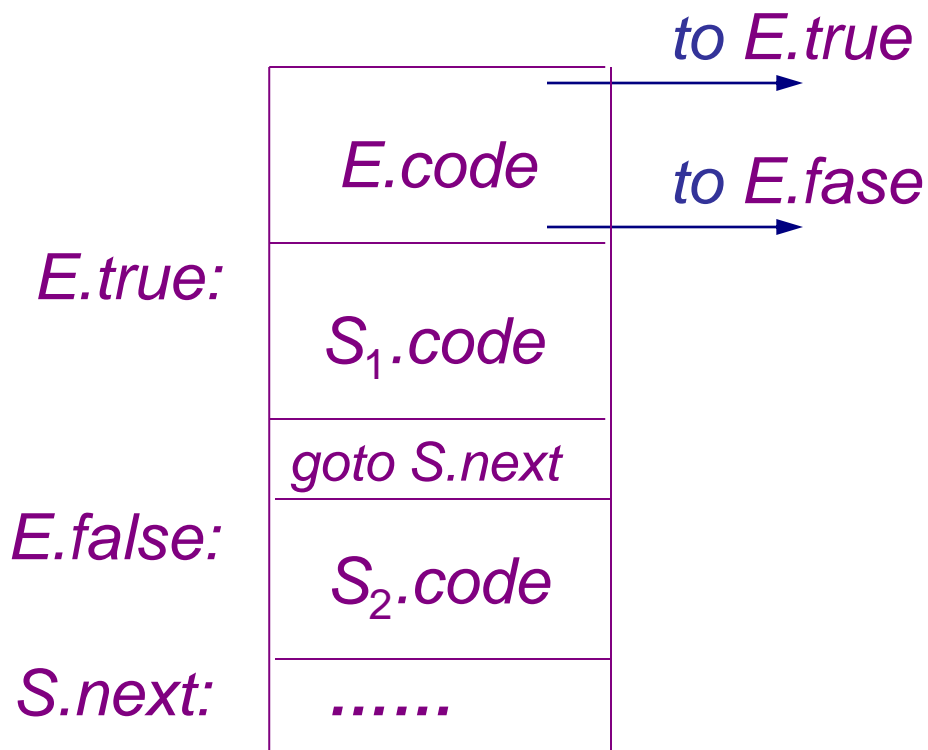 to E.true
E.code
to E.fase
E.true:
S₁.code
goto S.next
E.false:
S₂.code
S.next:
......